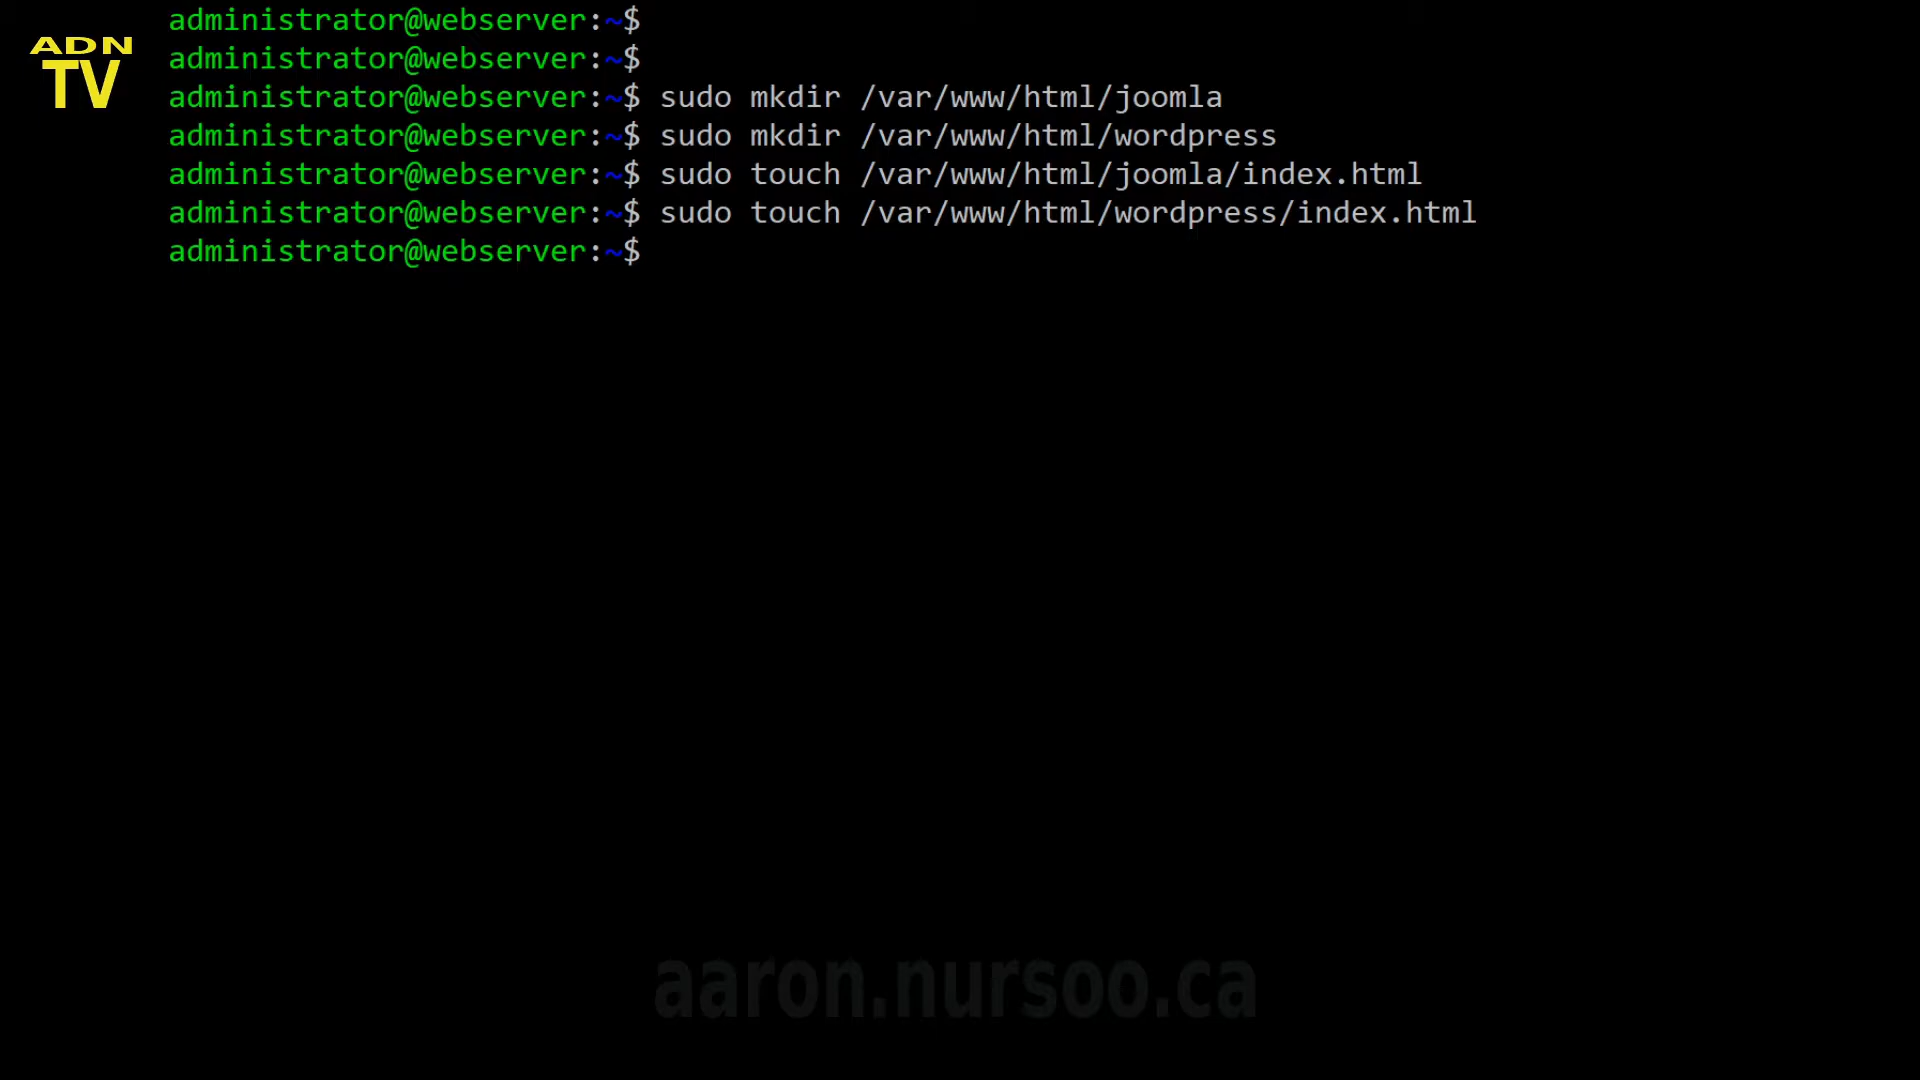 ADN
TV
administrator@webserver:~$
administrator@webserver:~$
administrator@webserver:~$ sudo mkdir /var/www/html/joomla
administrator@webserver:~$ sudo mkdir /var/www/html/wordpress
administrator@webserver:~$ sudo touch /var/www/html/joomla/index.html
administrator@webserver:~$ sudo touch /var/www/html/wordpress/index.html
administrator@webserver:~$
aaron.nursoo.ca